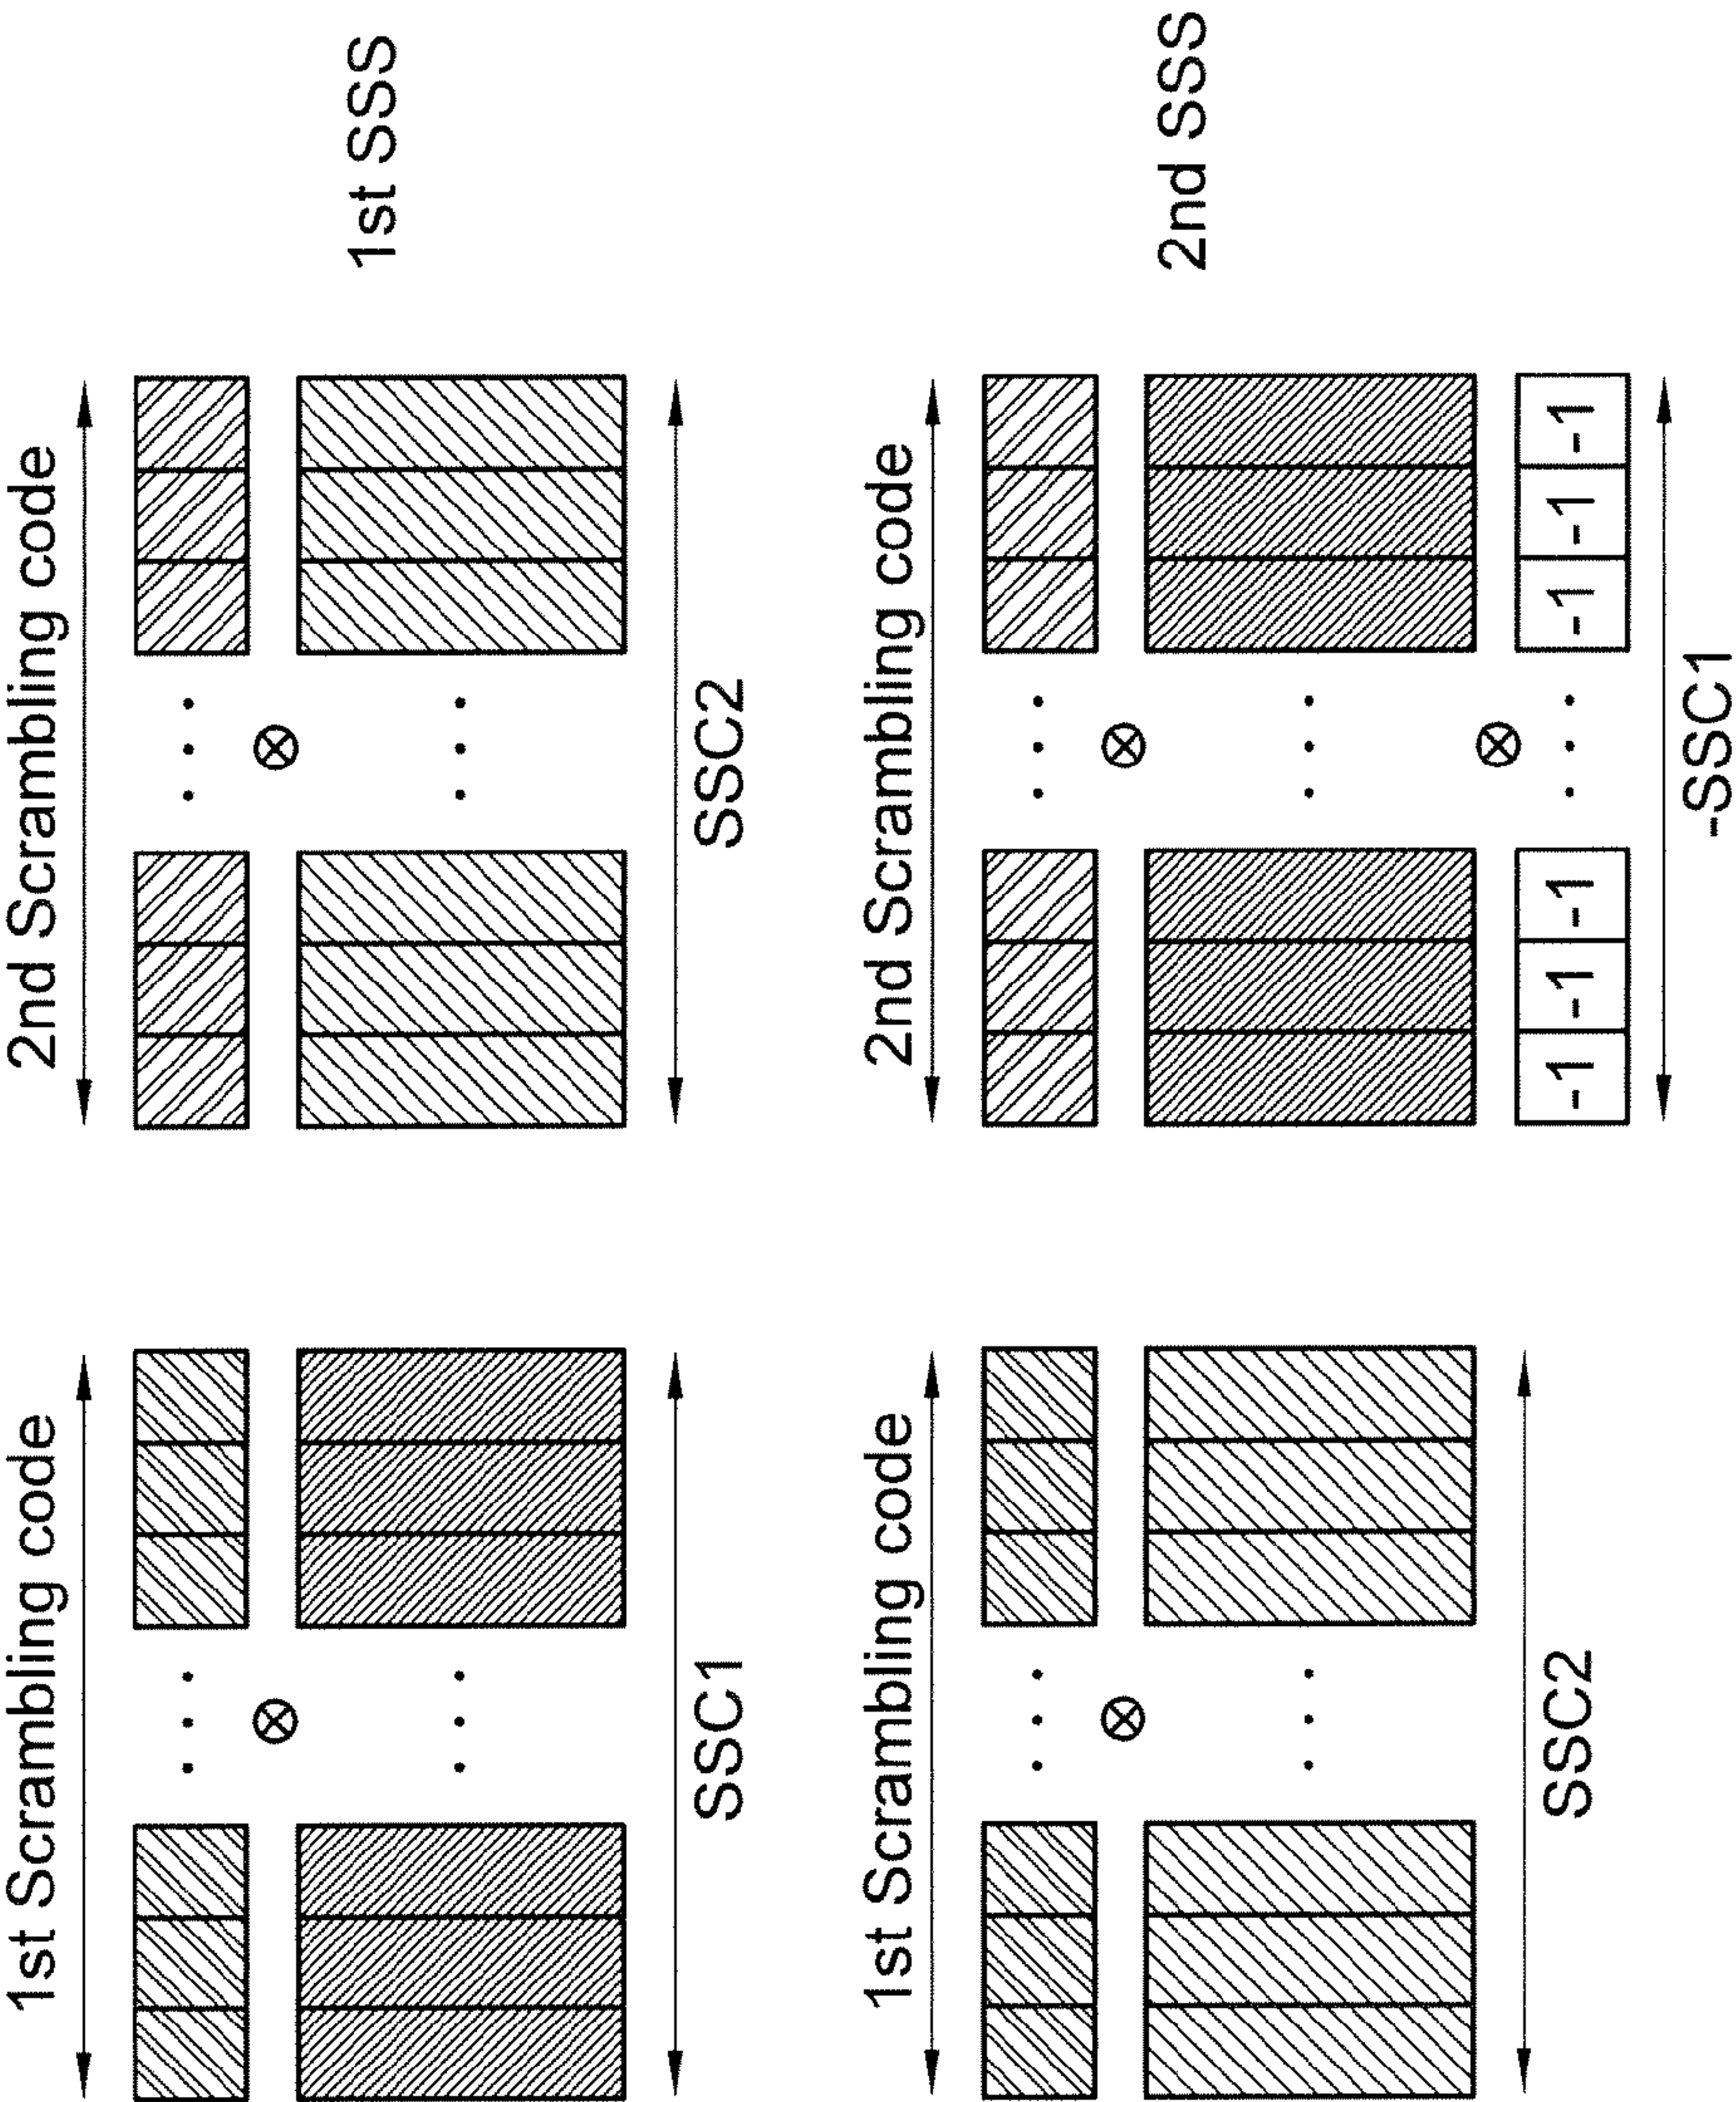 1st Scrambling code 2nd Scrambling code
⊗ ⊗
1st SSS
SSC1 SSC2
1st Scrambling code 2nd Scrambling code
⊗ ⊗
2nd SSS
⊗
-1 -1 -1 -1 -1 -1
SSC2 -SSC1